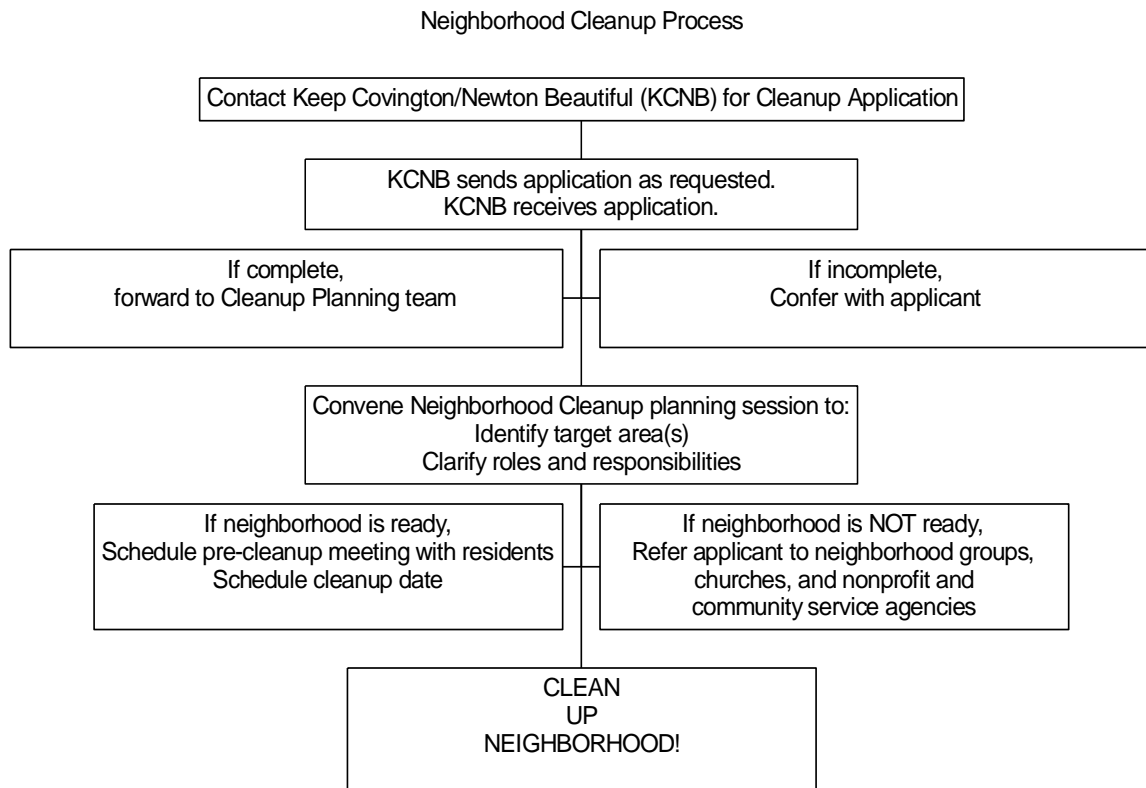 Neighborhood Cleanup Process
Contact Keep Covington/Newton Beautiful (KCNB) for Cleanup Application
KCNB sends application as requested.
KCNB receives application.
If complete,
forward to Cleanup Planning team
If incomplete,
Confer with applicant
Convene Neighborhood Cleanup planning session to:
Identify target area(s)
Clarify roles and responsibilities
If neighborhood is ready,
Schedule pre-cleanup meeting with residents
Schedule cleanup date
If neighborhood is NOT ready,
Refer applicant to neighborhood groups,
churches, and nonprofit and
community service agencies
CLEAN
UP
NEIGHBORHOOD!